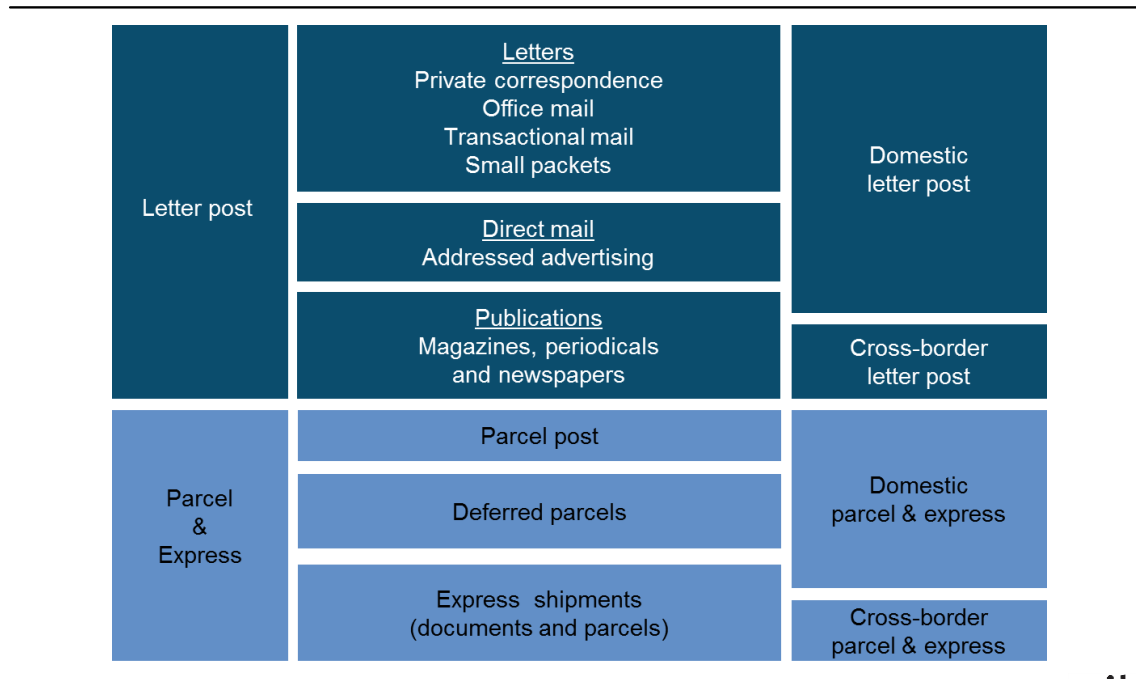 Letter post
Letters
Private correspondence
Office mail
Transactional mail
Small packets
Direct mail
Addressed advertising
Publications
Magazines, periodicals
and newspapers
Domestic
letter post
Cross-border
letter post
Parcel
&
Express
Parcel post
Deferred parcels
Express shipments
(documents and parcels)
Domestic
parcel & express
Cross-border
parcel & express